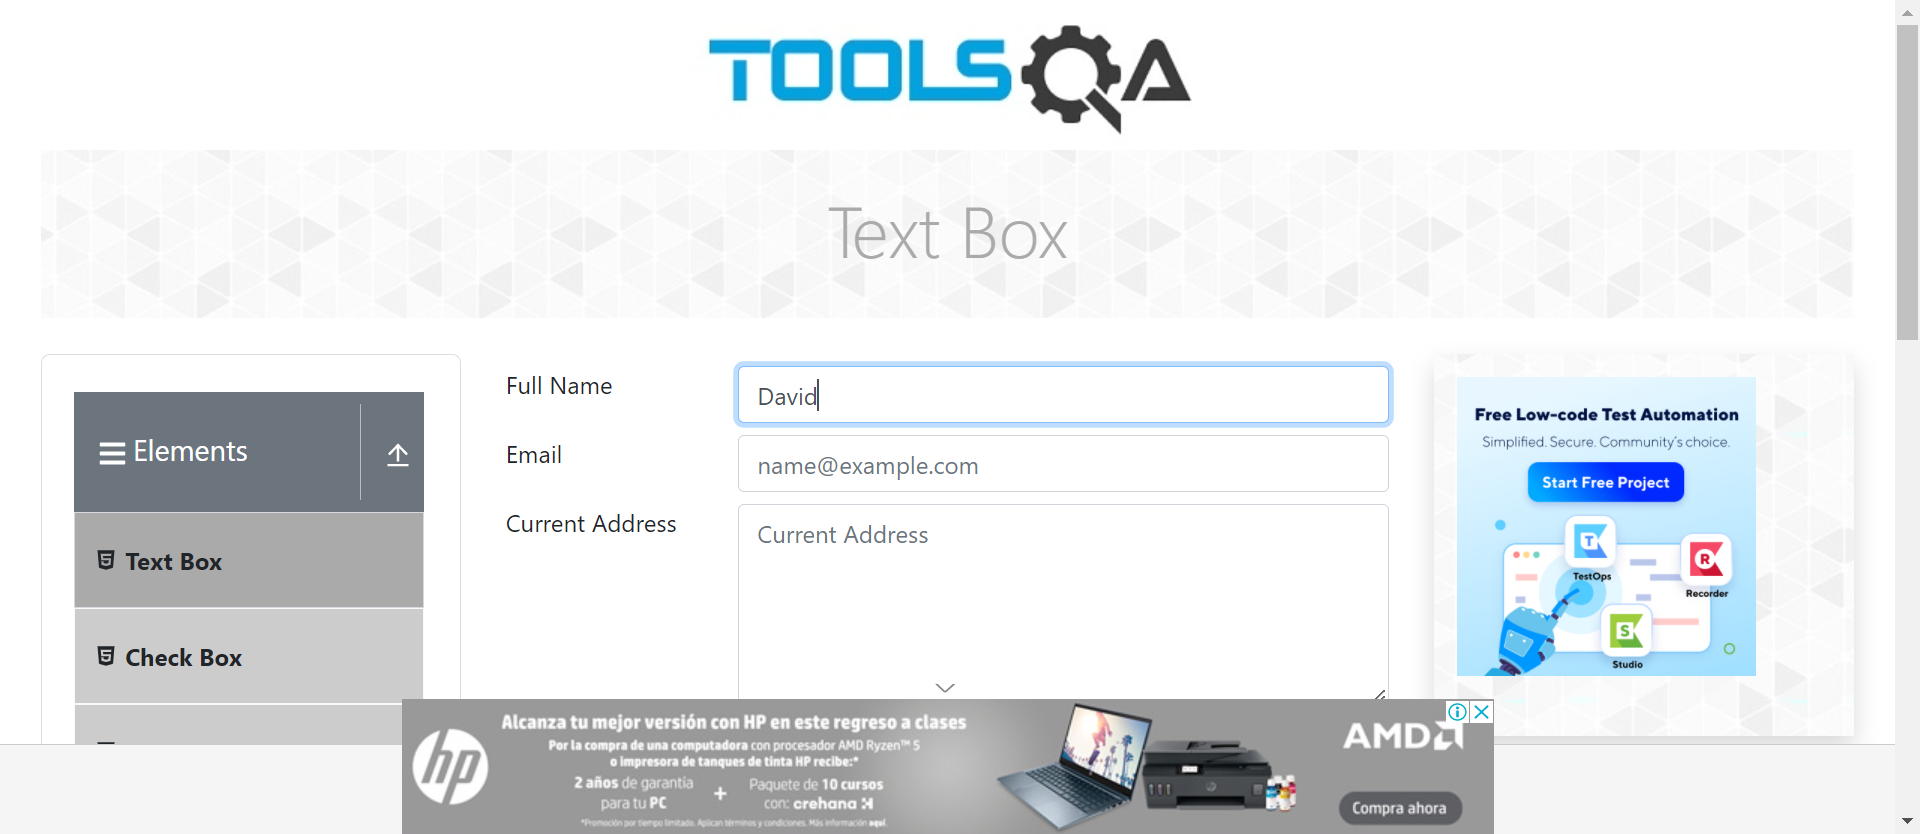 TOOLSQA
Text Box
Full Name
David
Email
name@example.com
Current Address
Current Address
Elements
Text Box
Check Box
Free Low-code Test Automation
Simplified. Secure. Community's choice.
Start Free Project
TestOps
Recorder
Studio
hp
Alcanza tu mejor versión con HP en este regreso a clases
Por la compra de una computadora con procesador AMD Ryzen™ 5
o impresora de tanques de tinta HP recibe:*
2 años de garantía
para tu PC
+
Paquete de 10 cursos
con: crehana
*Promoción por tiempo limitado. Aplican términos y condiciones. Más información aquí.
AMD
Compra ahora